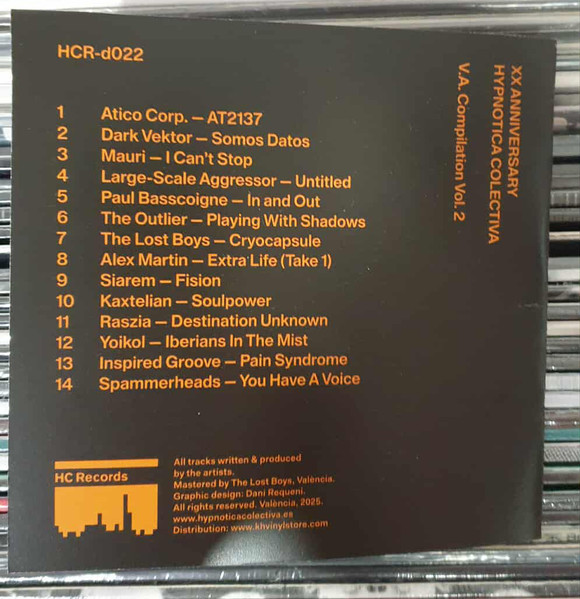 HCR-d022
XX ANNIVERSARY
HYPNOTICA COLECTIVA
V.A. Compilation Vol. 2
1 Atico Corp. – AT2137
2 Dark Vektor – Somos Datos
3 Mauri – I Can't Stop
4 Large-Scale Aggressor – Untitled
5 Paul Basscoigne – In and Out
6 The Outlier – Playing With Shadows
7 The Lost Boys – Cryocapsule
8 Alex Martin – Extra Life (Take 1)
9 Siarem – Fision
10 Kaxtelian – Soulpower
11 Raszia – Destination Unknown
12 Yoikol – Iberians In The Mist
13 Inspired Groove – Pain Syndrome
14 Spammerheads – You Have A Voice
HC Records
All tracks written & produced
by the artists.
Mastered by The Lost Boys, València.
Graphic design: Dani Requeni.
All rights reserved. València, 2025.
www.hypnoticacolectiva.es
Distribution: www.khvinylstore.com